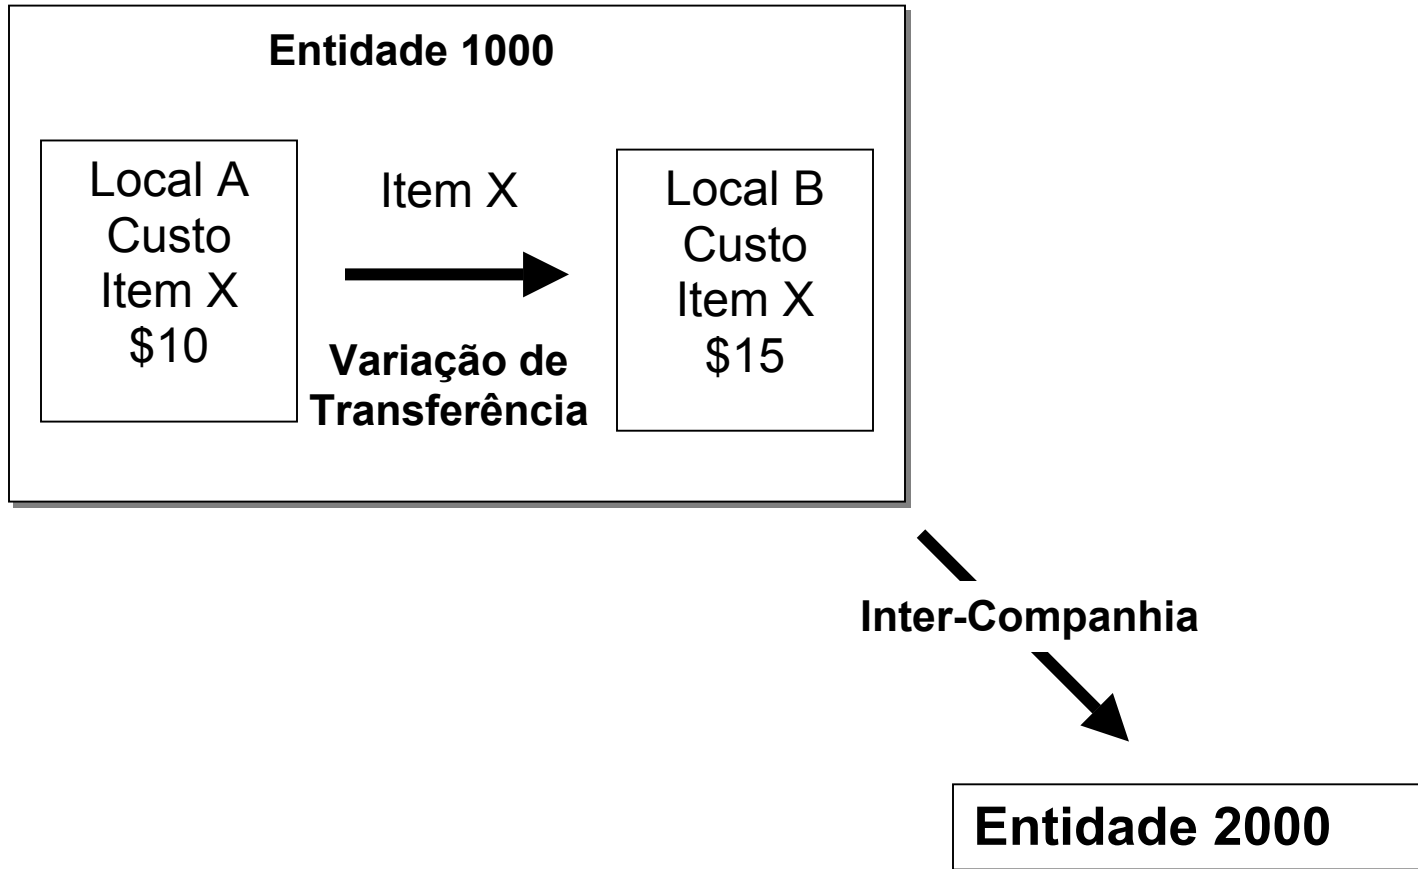 Entidade 1000
Local A
Custo
Item X
$10
Item X
Variação de
Transferência
Local B
Custo
Item X
$15
Inter-Companhia
Entidade 2000